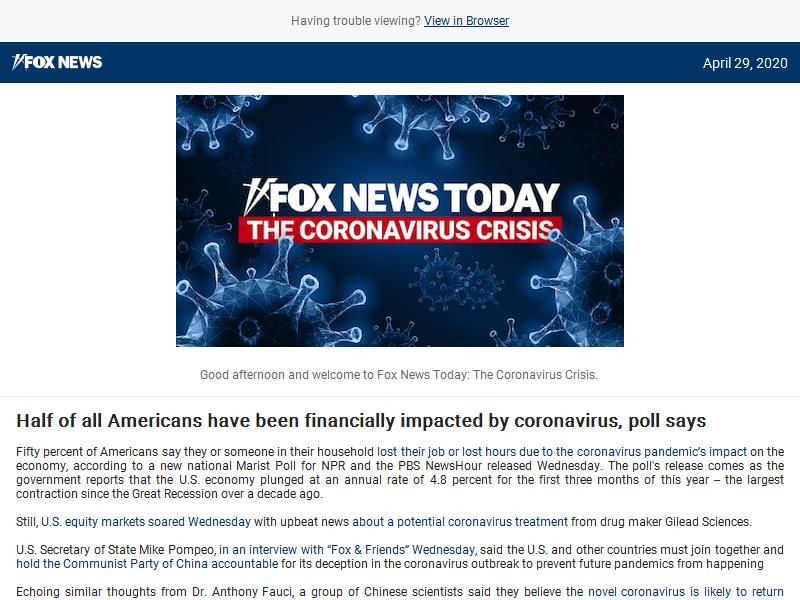 Having trouble viewing? View in Browser
FOX NEWS
April 29, 2020
FOX NEWS TODAY
THE CORONAVIRUS CRISIS
Good afternoon and welcome to Fox News Today: The Coronavirus Crisis.
Half of all Americans have been financially impacted by coronavirus, poll says
Fifty percent of Americans say they or someone in their household lost their job or lost hours due to the coronavirus pandemic's impact on the
economy, according to a new national Marist Poll for NPR and the PBS NewsHour released Wednesday. The poll's release comes as the
government reports that the U.S. economy plunged at an annual rate of 4.8 percent for the first three months of this year – the largest
contraction since the Great Recession over a decade ago.
Still, U.S. equity markets soared Wednesday with upbeat news about a potential coronavirus treatment from drug maker Gilead Sciences.
U.S. Secretary of State Mike Pompeo, in an interview with “Fox & Friends” Wednesday, said the U.S. and other countries must join together and
hold the Communist Party of China accountable for its deception in the coronavirus outbreak to prevent future pandemics from happening
Echoing similar thoughts from Dr. Anthony Fauci, a group of Chinese scientists said they believe the novel coronavirus is likely to return